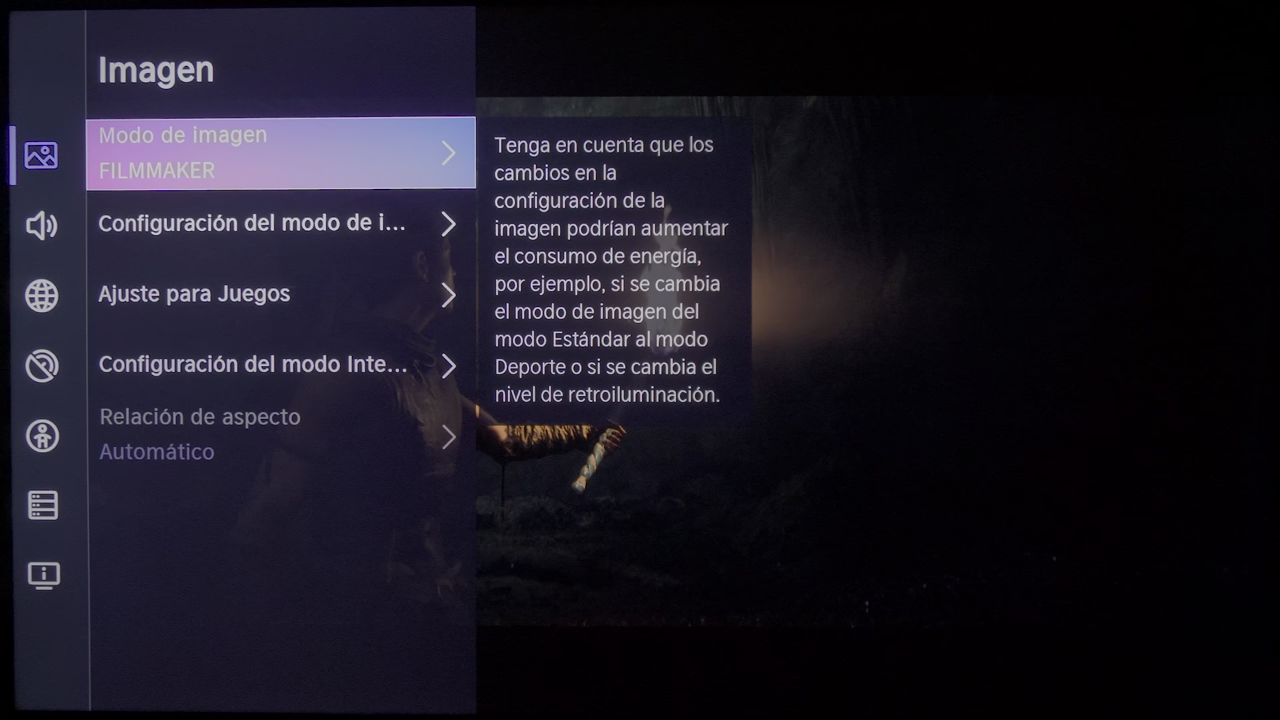 Imagen
Modo de imagen
FILMMAKER
Configuración del modo de i...
Ajuste para Juegos
Configuración del modo Inte...
Relación de aspecto
Automático
Tenga en cuenta que los
cambios en la
configuración de la
imagen podrían aumentar
el consumo de energía,
por ejemplo, si se cambia
el modo de imagen del
modo Estándar al modo
Deporte o si se cambia el
nivel de retroiluminación.